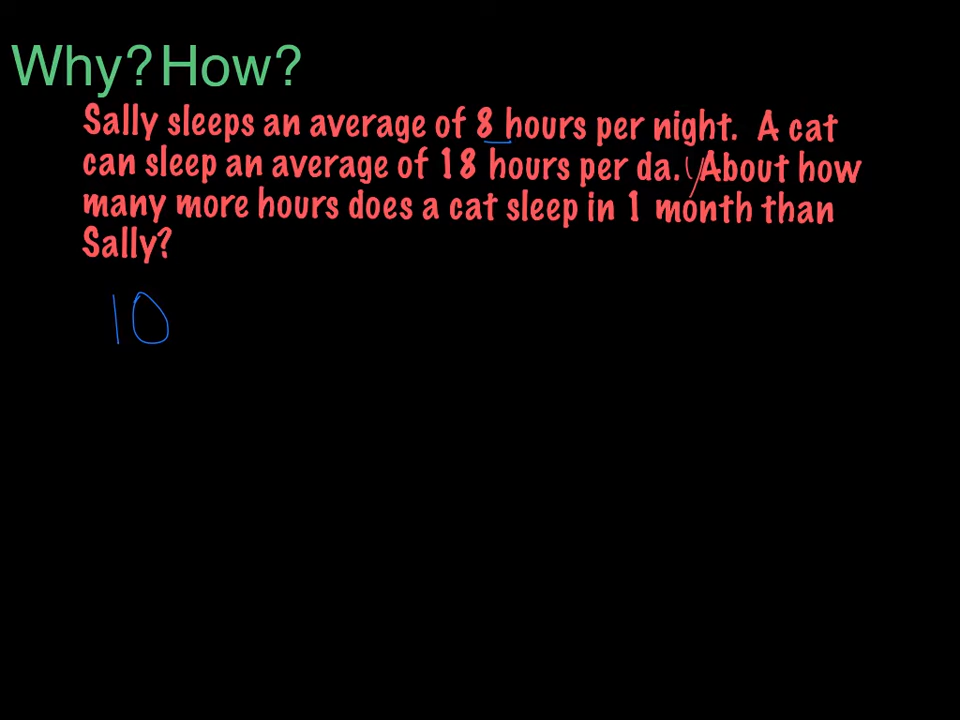 Why? How?
Sally sleeps an average of 8 hours per night. A cat
can sleep an average of 18 hours per da. y About how
many more hours does a cat sleep in 1 month than
Sally?
10